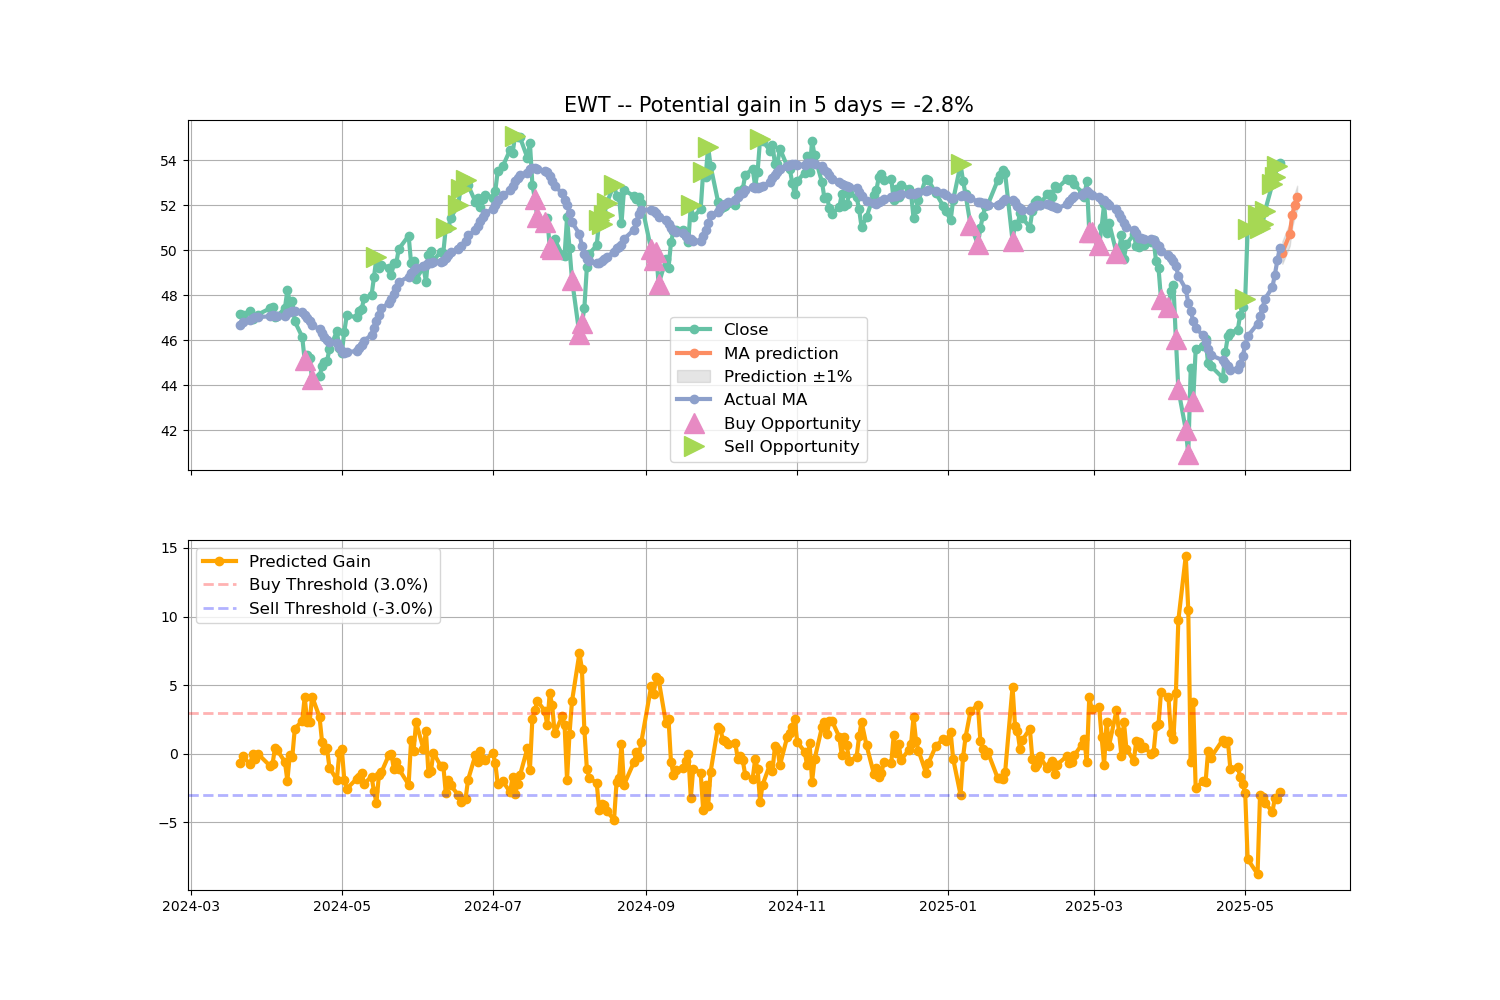 EWT -- Potential gain in 5 days = -2.8%
54
52
50
48
46
44
42
Close
MA prediction
Prediction ±1%
Actual MA
Buy Opportunity
Sell Opportunity
15
10
5
0
−5
Predicted Gain
Buy Threshold (3.0%)
Sell Threshold (-3.0%)
2024-03 2024-05 2024-07 2024-09 2024-11 2025-01 2025-03 2025-05